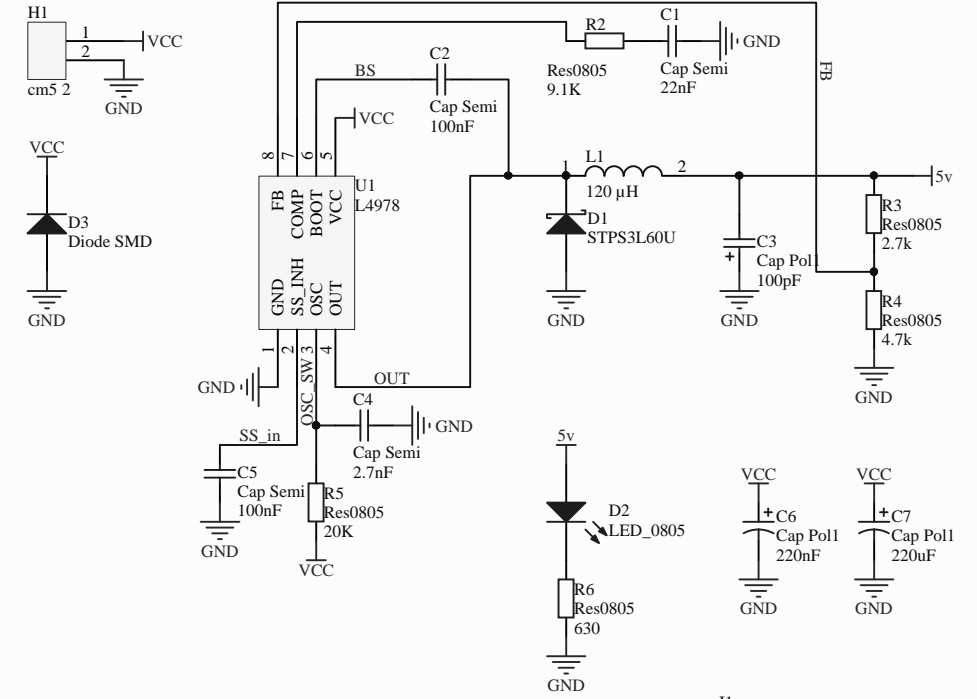 H1
1
VCC
2
cm5 2
GND
R2
Res0805
9.1K
C1
Cap Semi
22nF
GND
FB
BS
C2
Cap Semi
100nF
VCC
8
7
6
5
FB
COMP
BOOT
VCC
U1
L4978
GND
SS_INH
OSC
OUT
1
2
3
4
VCC
D3
Diode SMD
GND
1
L1
2
120 µH
D1
STPS3L60U
GND
C3
Cap Pol1
100pF
GND
5v
R3
Res0805
2.7k
R4
Res0805
4.7k
GND
GND
OSC_SW
OUT
SS_in
C4
Cap Semi
2.7nF
GND
C5
Cap Semi
100nF
GND
R5
Res0805
20K
VCC
5v
D2
LED_0805
R6
Res0805
630
GND
VCC
C6
Cap Pol1
220nF
GND
VCC
C7
Cap Pol1
220uF
GND